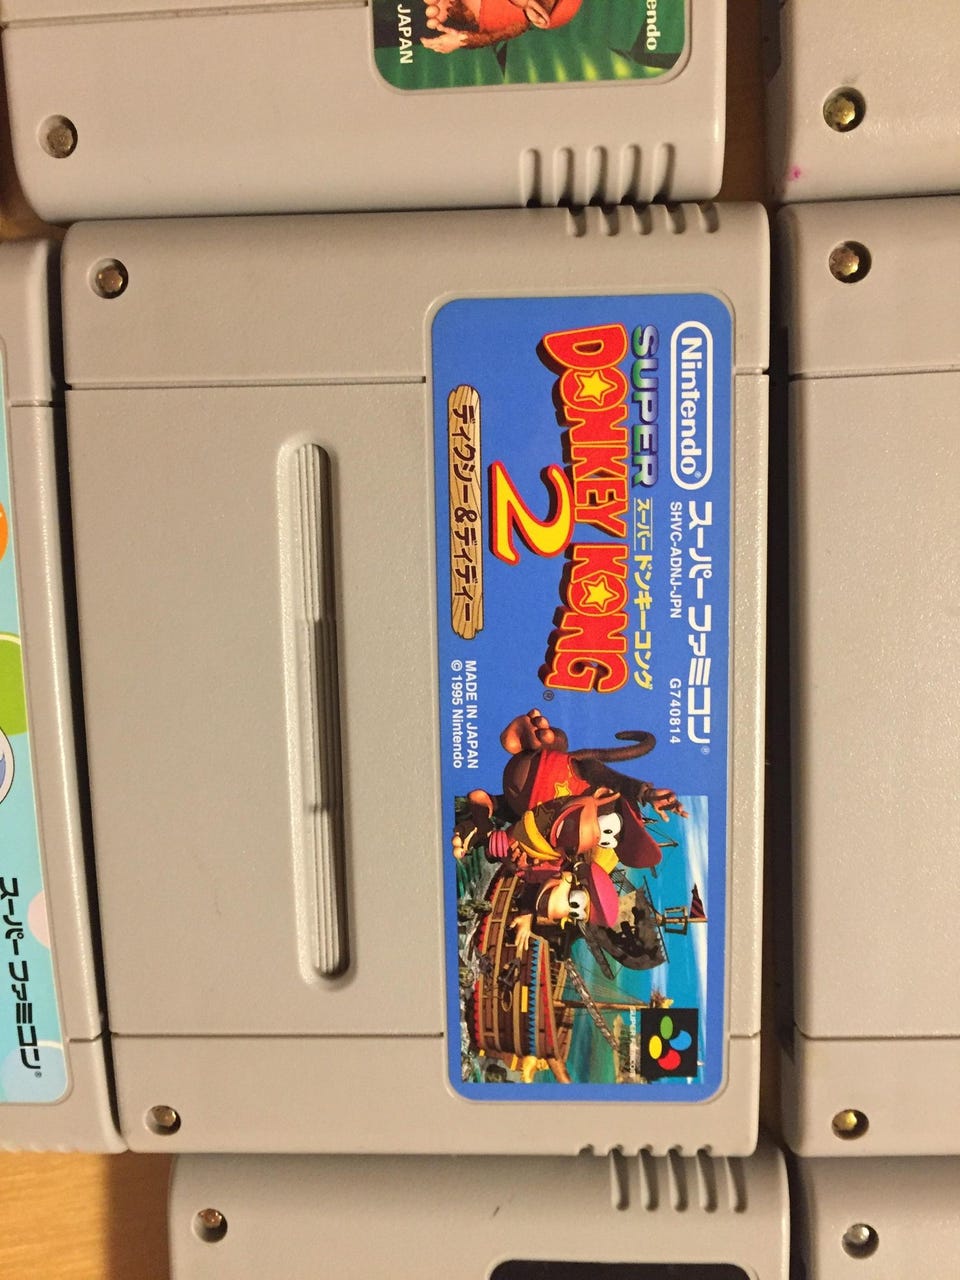 JAPAN
endo
Nintendo®
スーパーファミコン®
SHVC-ADNJ-JPN
G740814
SUPER
スーパードンキーコング
DONKEY KONG®
2
ディクシー&ディディー
MADE IN JAPAN
© 1995 Nintendo
SUPER
スーパーファミコン®